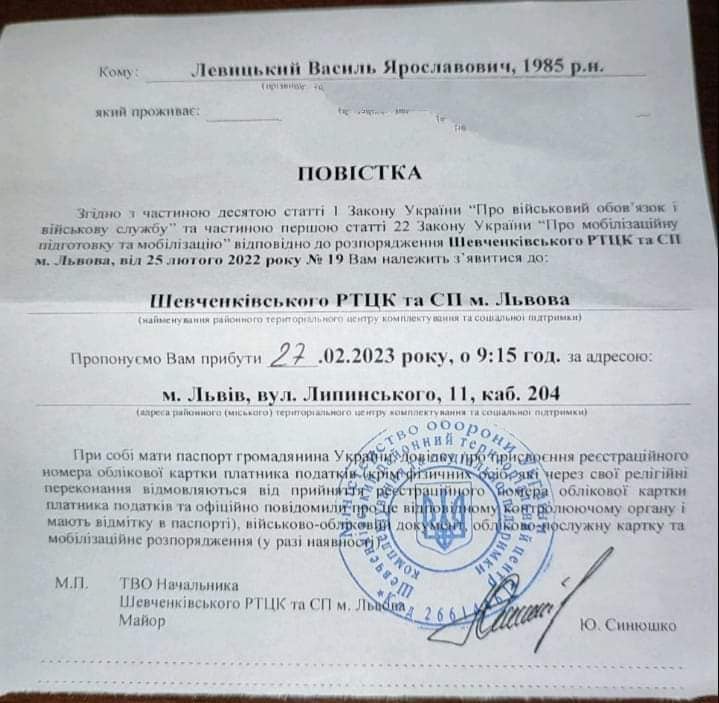 Кому: Левицький Василь Ярославович, 1985 р.н.
який проживає:
ПОВІСТКА
Згідно з частиною десятою статті 1 Закону України “Про військовий обов’язок і
військову службу” та частиною першою статті 22 Закону України “Про мобілізаційну
підготовку та мобілізацію” відповідно до розпорядження Шевченківського РТЦК та СП
м. Львова, від 25 лютого 2022 року № 19 Вам належить з’явитися до:
Шевченківського РТЦК та СП м. Львова
(найменування районного територіального центру комплектування та соціальної підтримки)
Пропонуємо Вам прибути 27.02.2023 року, о 9:15 год. за адресою:
м. Львів, вул. Липинського, 11, каб. 204
(адреса районного (міського) територіального центру комплектування та соціальної підтримки)
При собі мати паспорт громадянина України, довідку про присвоєння реєстраційного
номера облікової картки платника податків (крім фізичних осіб, які через свої релігійні
переконання відмовляються від прийняття реєстраційного номера облікової картки
платника податків та офіційно повідомили про це відповідному контролюючому органу і
мають відмітку в паспорті), військово-обліковий документ, обліково-послужну картку та
мобілізаційне розпорядження (у разі наявності).
М.П. ТВО Начальника
Шевченківського РТЦК та СП м. Львова
Майор Ю. Синюшко
Міністерство оборони України